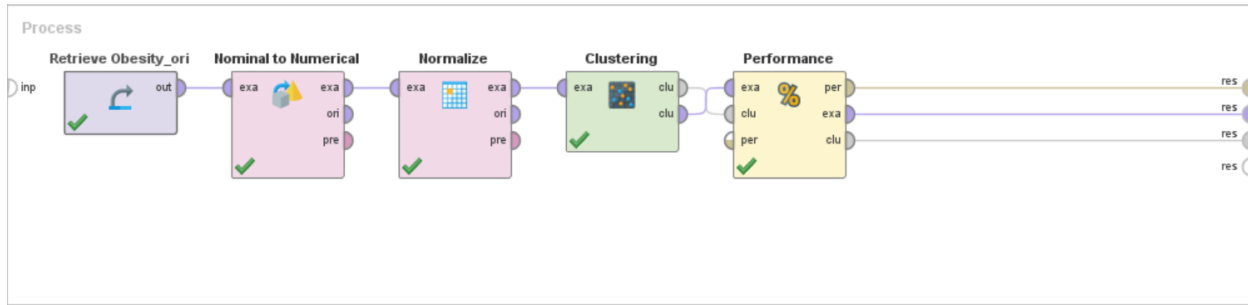 Process
Retrieve Obesity_ori Nominal to Numerical Normalize Clustering Performance
inp out exa exa exa exa exa clu exa per res
ori ori clu clu exa res
pre pre per clu res
res